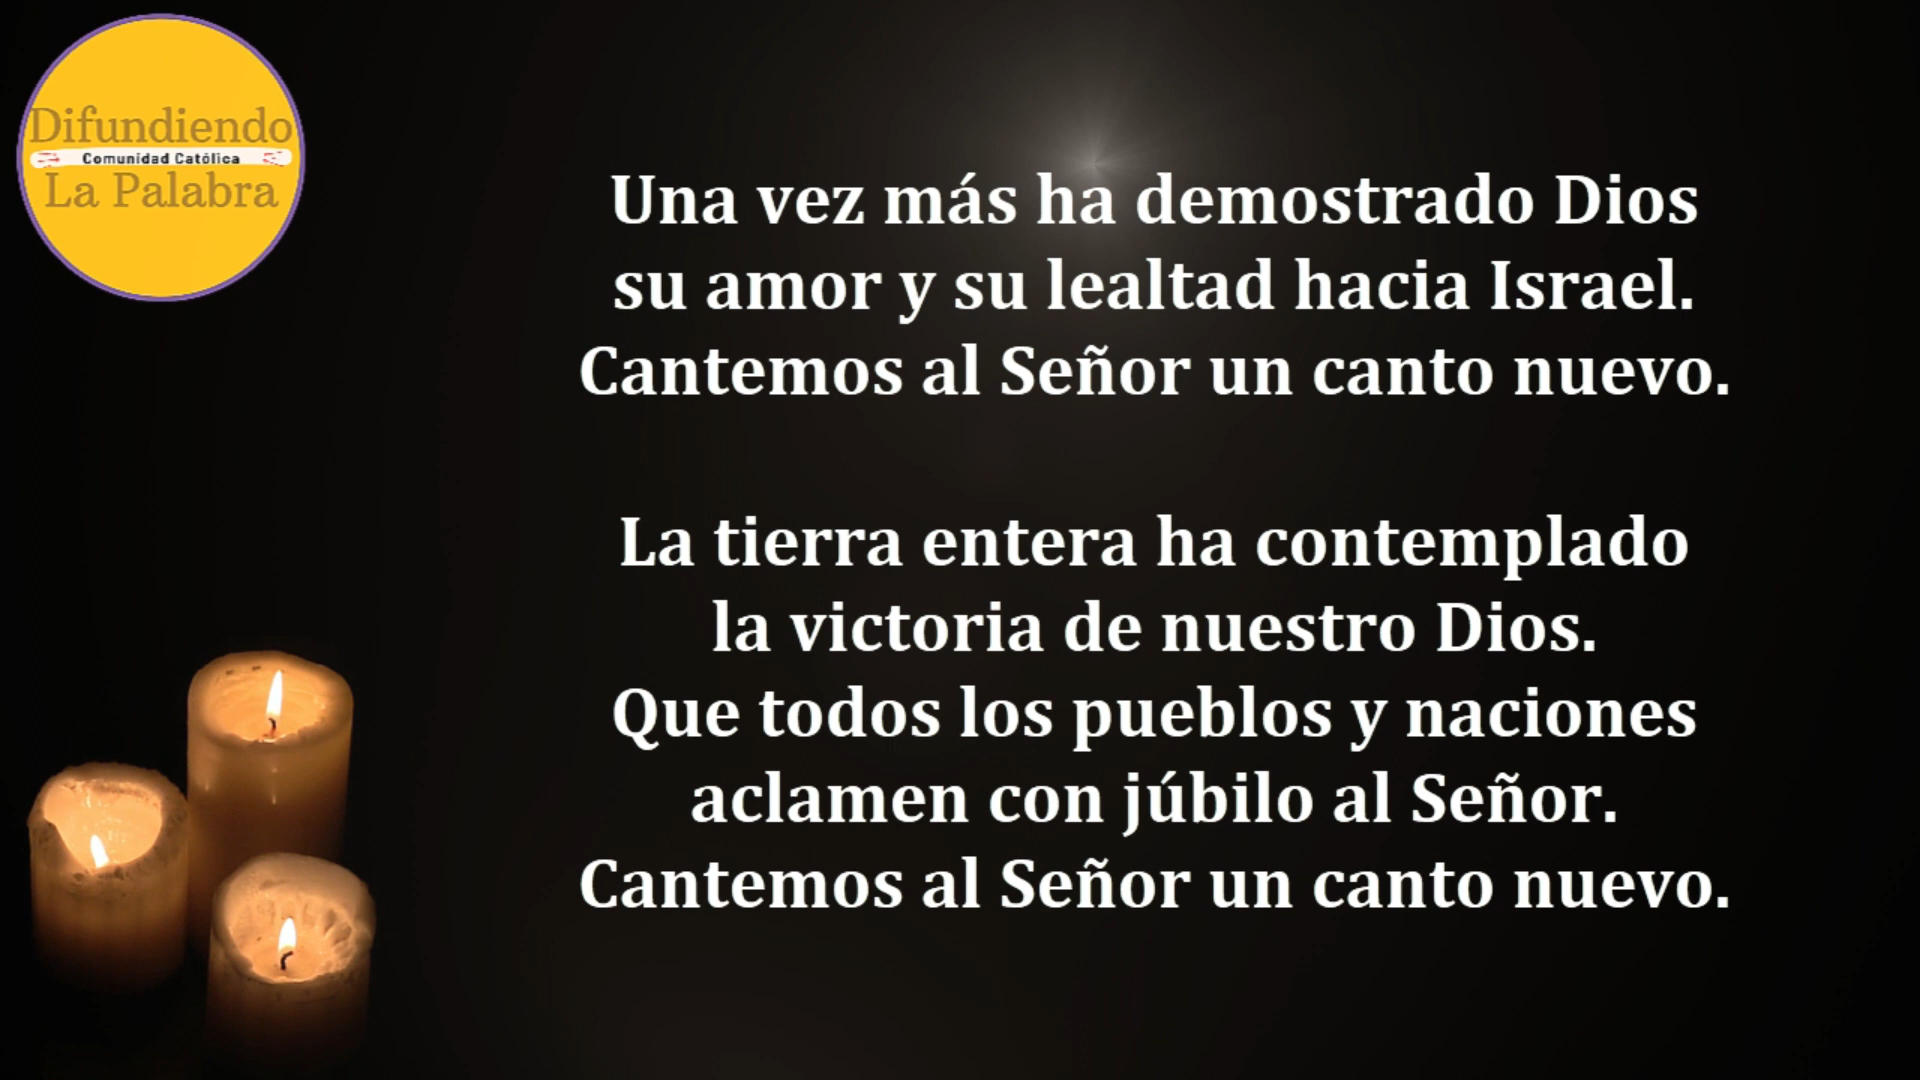 Difundiendo
Comunidad Católica
La Palabra
Una vez más ha demostrado Dios
su amor y su lealtad hacia Israel.
Cantemos al Señor un canto nuevo.
La tierra entera ha contemplado
la victoria de nuestro Dios.
Que todos los pueblos y naciones
aclamen con júbilo al Señor.
Cantemos al Señor un canto nuevo.